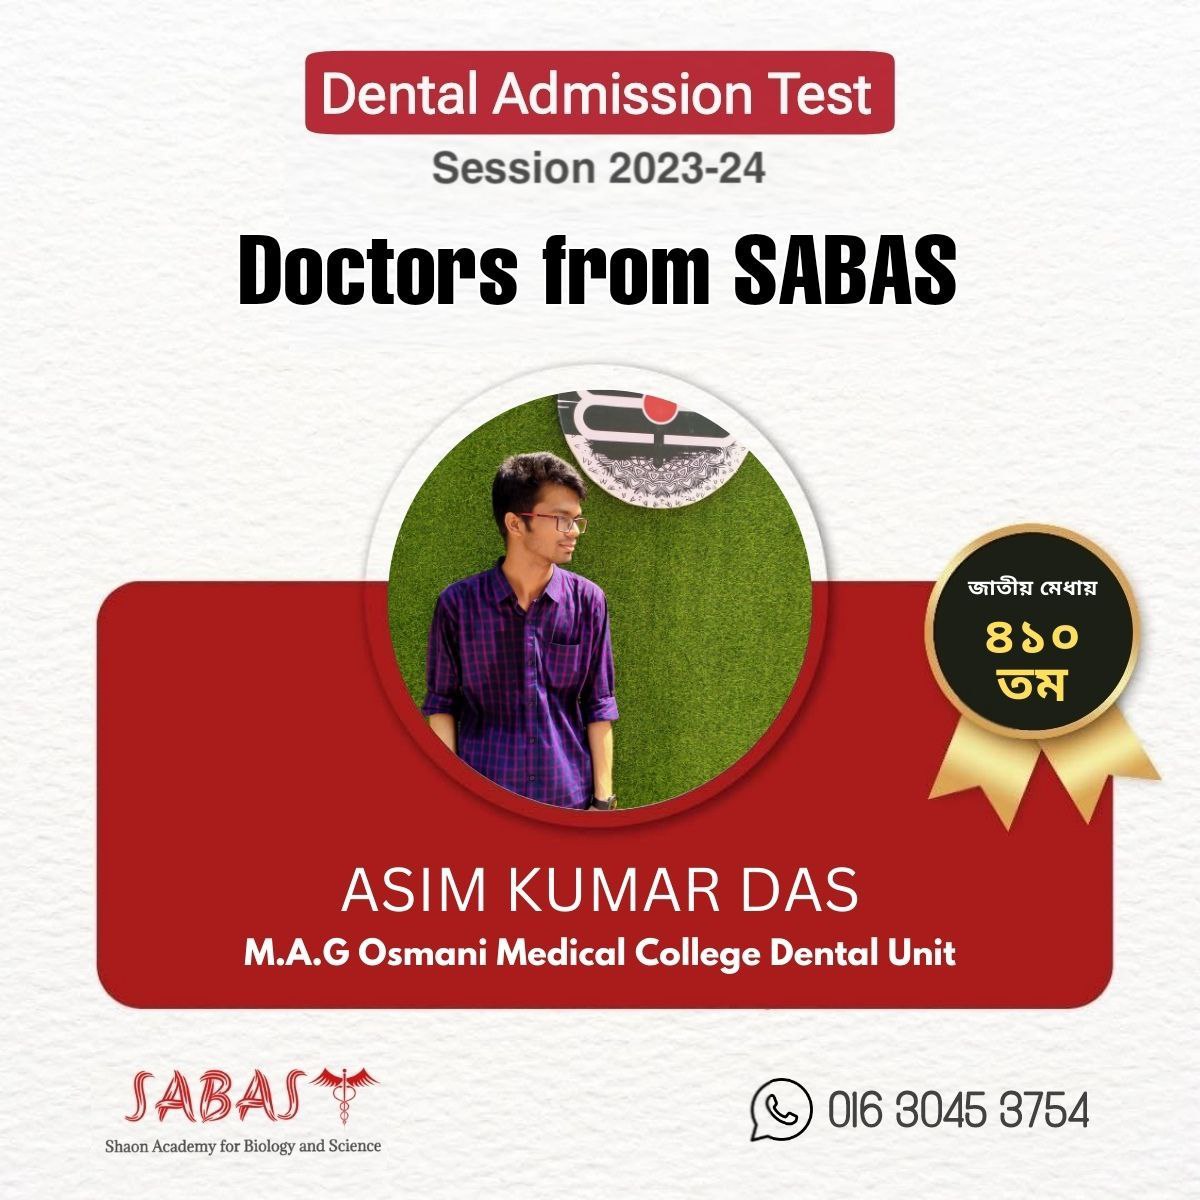 Dental Admission Test
Session 2023-24
Doctors from SABAS
জাতীয় মেধায়
৪১০
তম
ASIM KUMAR DAS
M.A.G Osmani Medical College Dental Unit
SABAS
Shaon Academy for Biology and Science
016 3045 3754